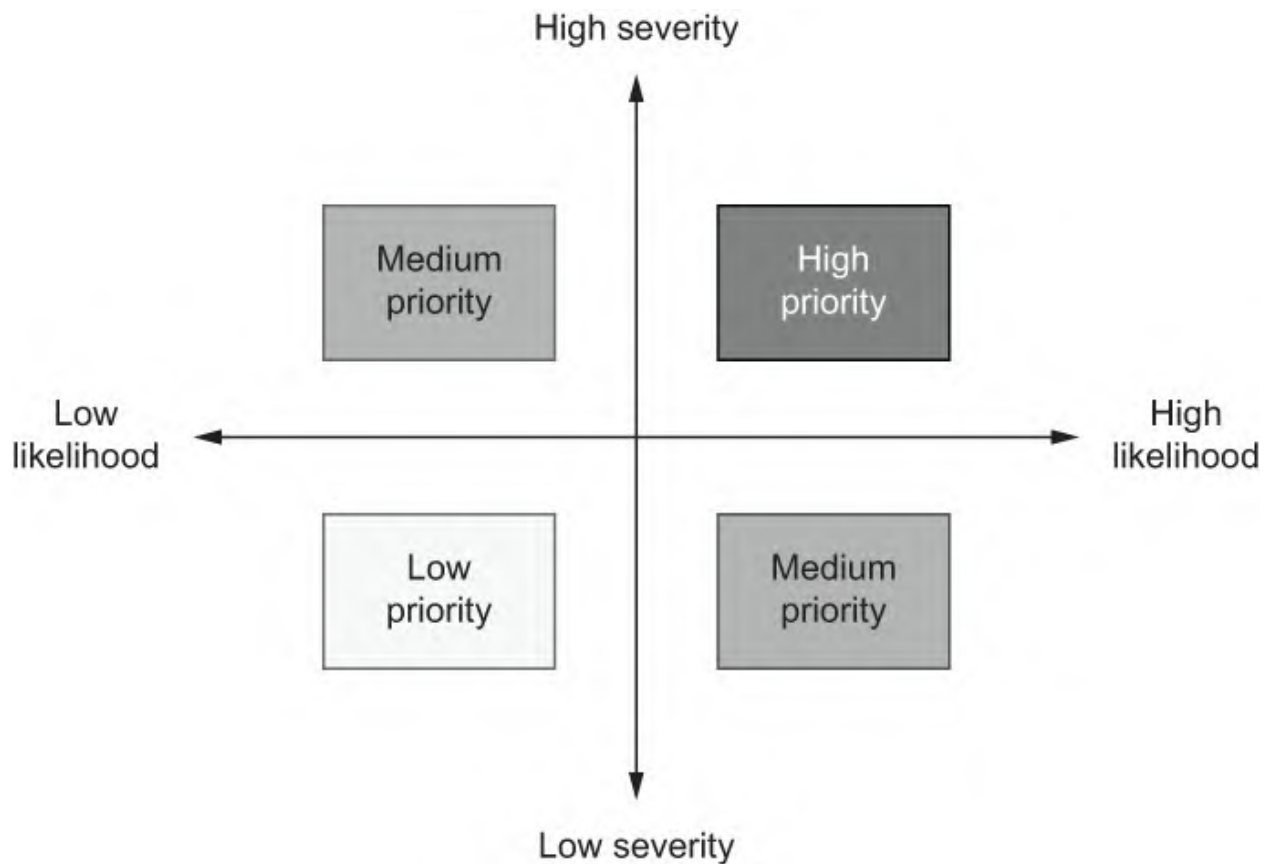 High severity
Medium
priority
High
priority
Low
likelihood
High
likelihood
Low
priority
Medium
priority
Low severity